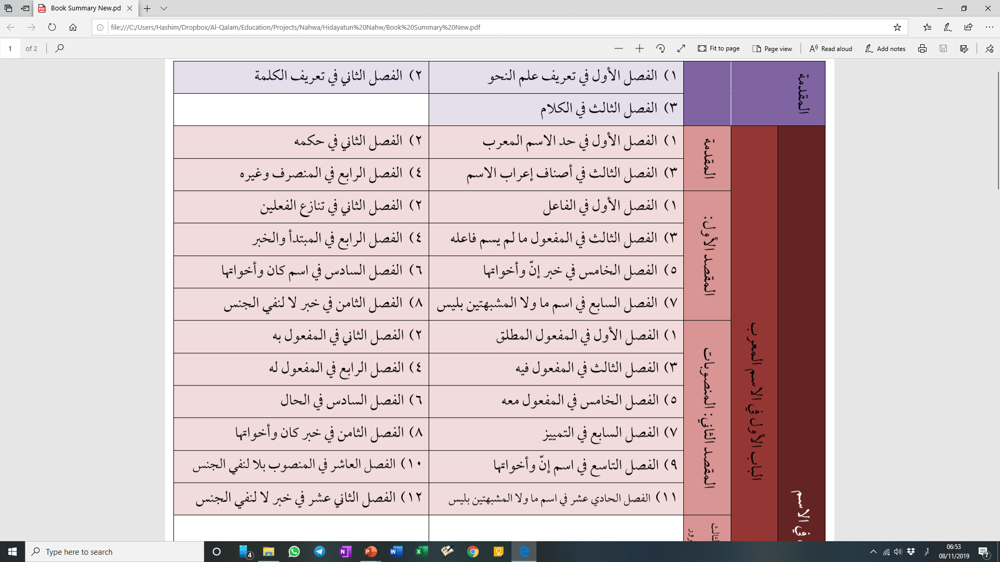 Book Summary New.pd
file:///C:/Users/Hashim/Dropbox/Al-Qalam/Education/Projects/Nahwa/Hidayatun%20Nahw/Book%20Summary%20New.pdf
1 of 2
Fit to page
Page view
Read aloud
Add notes
المقدمة
١) الفصل الأول في تعريف علم النحو
٢) الفصل الثاني في تعريف الكلمة
٣) الفصل الثالث في الكلام
في الاسم
الباب الأول في الاسم المعرب
المقدمة
١) الفصل الأول في حد الاسم المعرب
٢) الفصل الثاني في حكمه
٣) الفصل الثالث في أصناف إعراب الاسم
٤) الفصل الرابع في المنصرف وغيره
المقصد الأول:
١) الفصل الأول في الفاعل
٢) الفصل الثاني في تنازع الفعلين
٣) الفصل الثالث في المفعول ما لم يسم فاعله
٤) الفصل الرابع في المبتدأ والخبر
٥) الفصل الخامس في خبر إنّ وأخواتها
٦) الفصل السادس في اسم كان وأخواتها
٧) الفصل السابع في اسم ما ولا المشبهتين بليس
٨) الفصل الثامن في خبر لا لنفي الجنس
المقصد الثاني: المنصوبات
١) الفصل الأول في المفعول المطلق
٢) الفصل الثاني في المفعول به
٣) الفصل الثالث في المفعول فيه
٤) الفصل الرابع في المفعول له
٥) الفصل الخامس في المفعول معه
٦) الفصل السادس في الحال
٧) الفصل السابع في التمييز
٨) الفصل الثامن في خبر كان وأخواتها
٩) الفصل التاسع في اسم إنّ وأخواتها
١٠) الفصل العاشر في المنصوب بلا لنفي الجنس
١١) الفصل الحادي عشر في اسم ما ولا المشبهتين بليس
١٢) الفصل الثاني عشر في خبر لا لنفي الجنس
Type here to search
4
06:53
08/11/2019
7